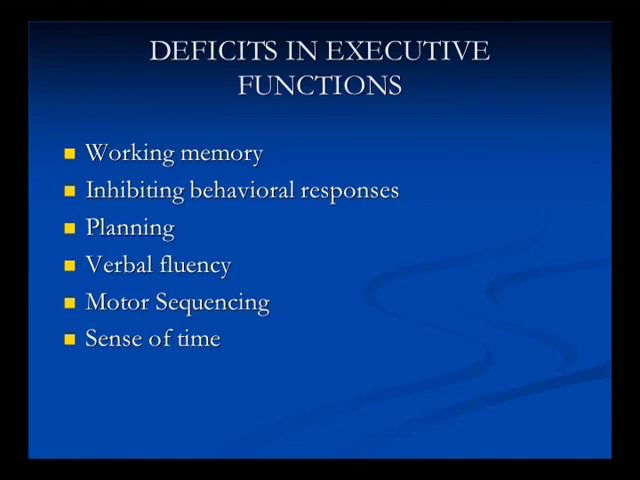 DEFICITS IN EXECUTIVE
FUNCTIONS
Working memory
Inhibiting behavioral responses
Planning
Verbal fluency
Motor Sequencing
Sense of time